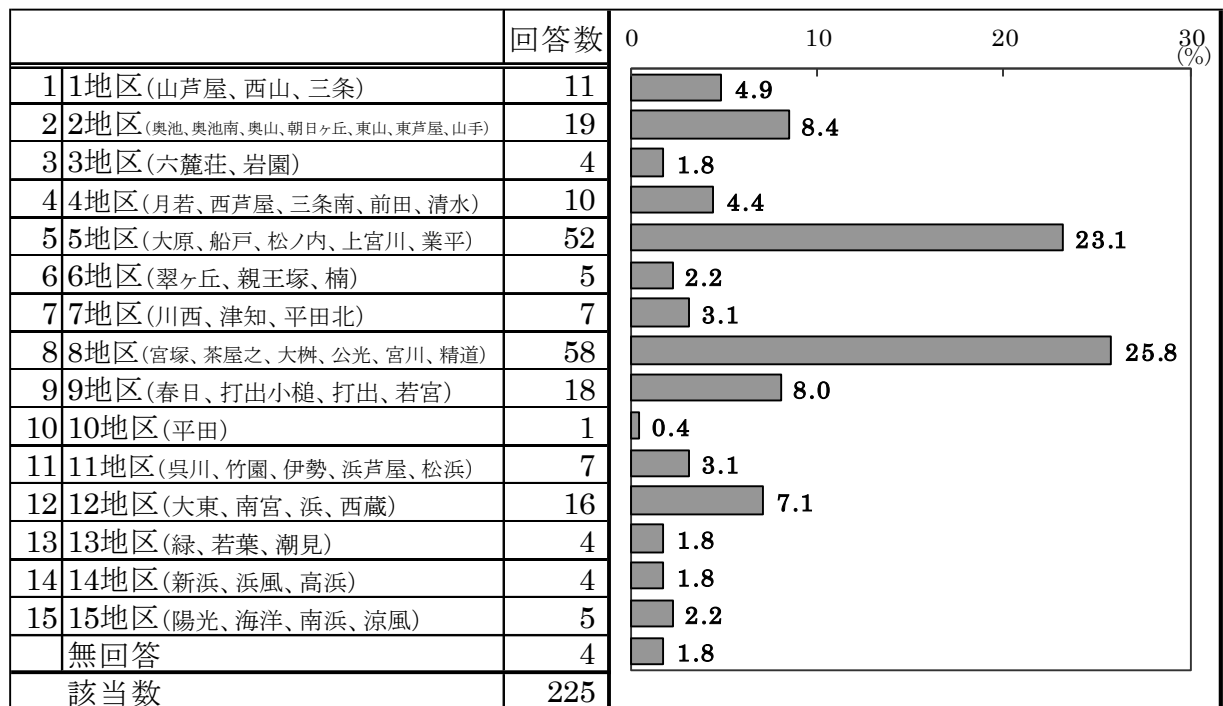 回答数 0 10 20 30
(%)
1 1地区(山芦屋、西山、三条) 11 4.9
2 2地区(奥池、奥池南、奥山、朝日ヶ丘、東山、東芦屋、山手) 19 8.4
3 3地区(六麓荘、岩園) 4 1.8
4 4地区(月若、西芦屋、三条南、前田、清水) 10 4.4
5 5地区(大原、船戸、松ノ内、上宮川、業平) 52 23.1
6 6地区(翠ヶ丘、親王塚、楠) 5 2.2
7 7地区(川西、津知、平田北) 7 3.1
8 8地区(宮塚、茶屋之、大桝、公光、宮川、精道) 58 25.8
9 9地区(春日、打出小槌、打出、若宮) 18 8.0
10 10地区(平田) 1 0.4
11 11地区(呉川、竹園、伊勢、浜芦屋、松浜) 7 3.1
12 12地区(大東、南宮、浜、西蔵) 16 7.1
13 13地区(緑、若葉、潮見) 4 1.8
14 14地区(新浜、浜風、高浜) 4 1.8
15 15地区(陽光、海洋、南浜、涼風) 5 2.2
無回答 4 1.8
該当数 225